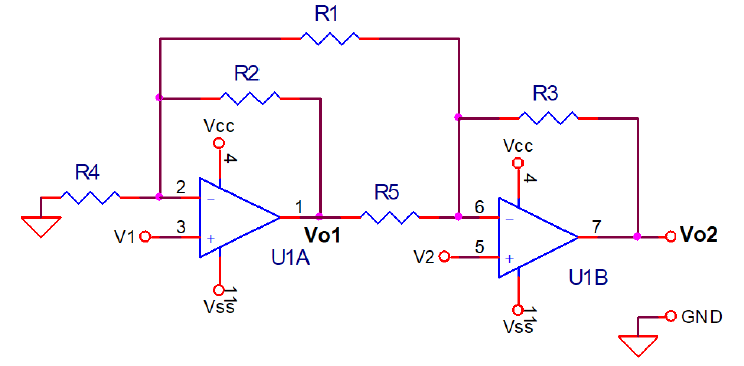 R1
R2
R3
Vcc
Vcc
4
4
R4
2
1
R5
6
7
V1
3
Vo1
V2
5
Vo2
U1A
U1B
11
Vss
11
Vss
GND